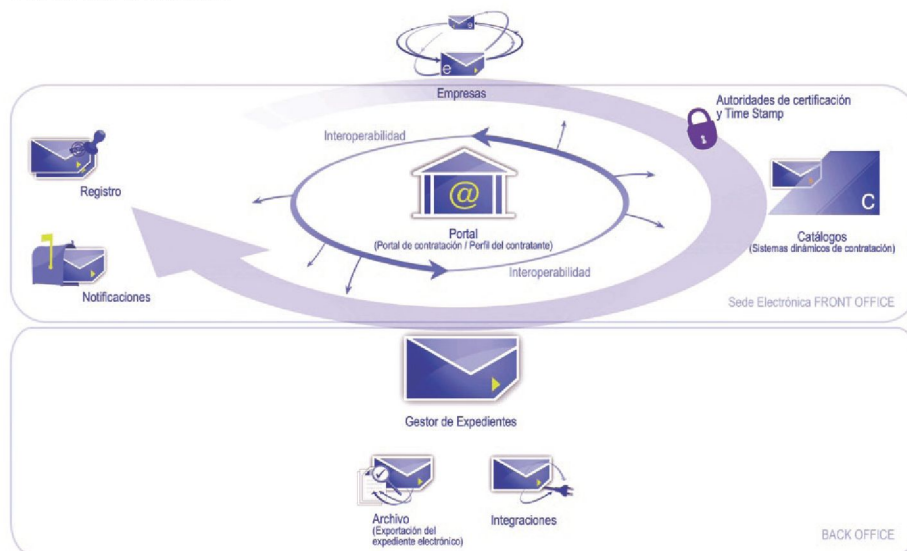 Empresas
Autoridades de certificación
y Time Stamp
Interoperabilidad
Registro
@
C
Portal
(Portal de contratación / Perfil del contratante)
Catálogos
(Sistemas dinámicos de contratación)
Interoperabilidad
Notificaciones
Sede Electrónica FRONT OFFICE
Gestor de Expedientes
Archivo
(Exportación del
expediente electrónico)
Integraciones
BACK OFFICE